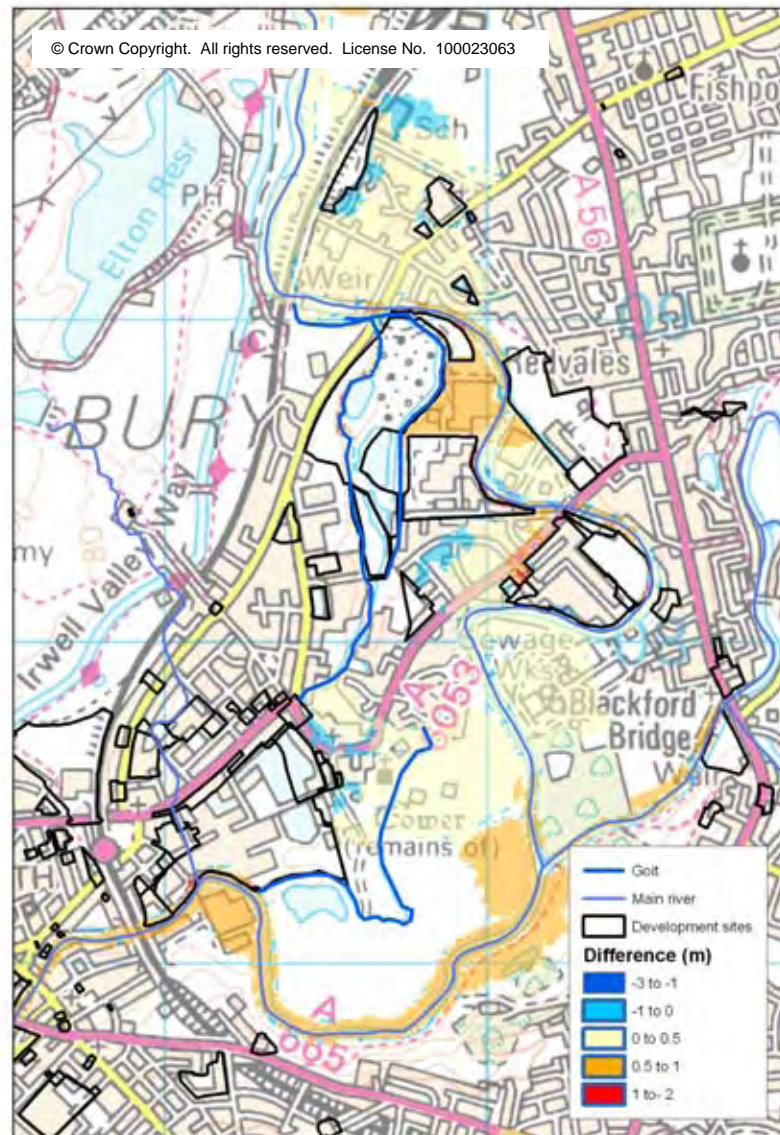 © Crown Copyright. All rights reserved. License No. 100023063
Fishpo
Sch
PH
Elton Resr
A 56
Weir
LC
Redvales
BURY
my
80
Irwell Valley Way
Sewage
Wks
A
6053
Blackford
Bridge
Weir
Tower
(remains of)
TH
A
665
Goit
Main river
Development sites
Difference (m)
-3 to -1
-1 to 0
0 to 0.5
0.5 to 1
1 to- 2